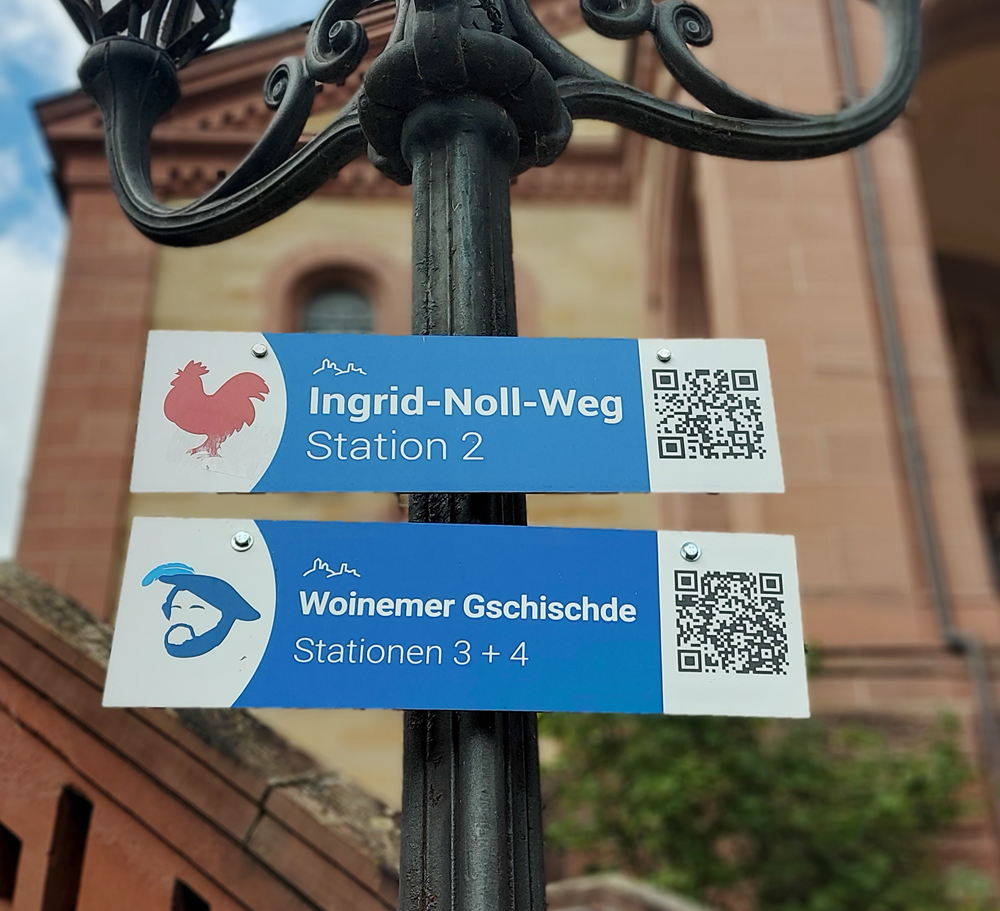 Ingrid-Noll-Weg
Station 2
Woinemer Gschischde
Stationen 3 + 4